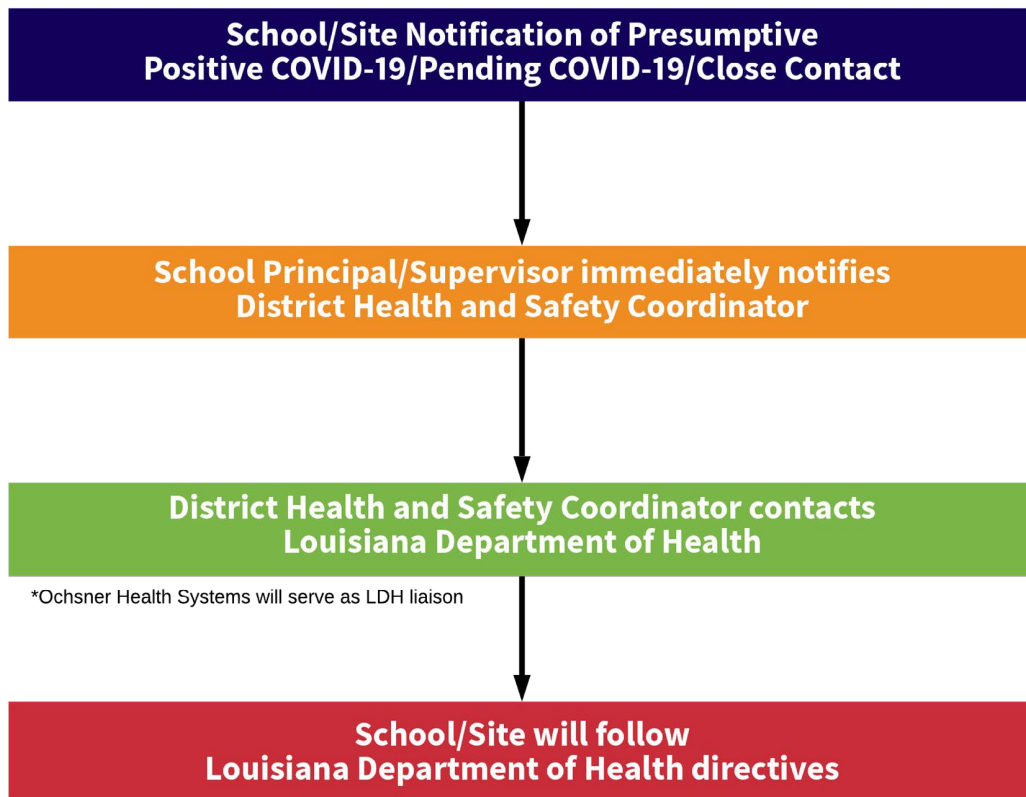 School/Site Notification of Presumptive
Positive COVID-19/Pending COVID-19/Close Contact
School Principal/Supervisor immediately notifies
District Health and Safety Coordinator
District Health and Safety Coordinator contacts
Louisiana Department of Health
*Ochsner Health Systems will serve as LDH liaison
School/Site will follow
Louisiana Department of Health directives